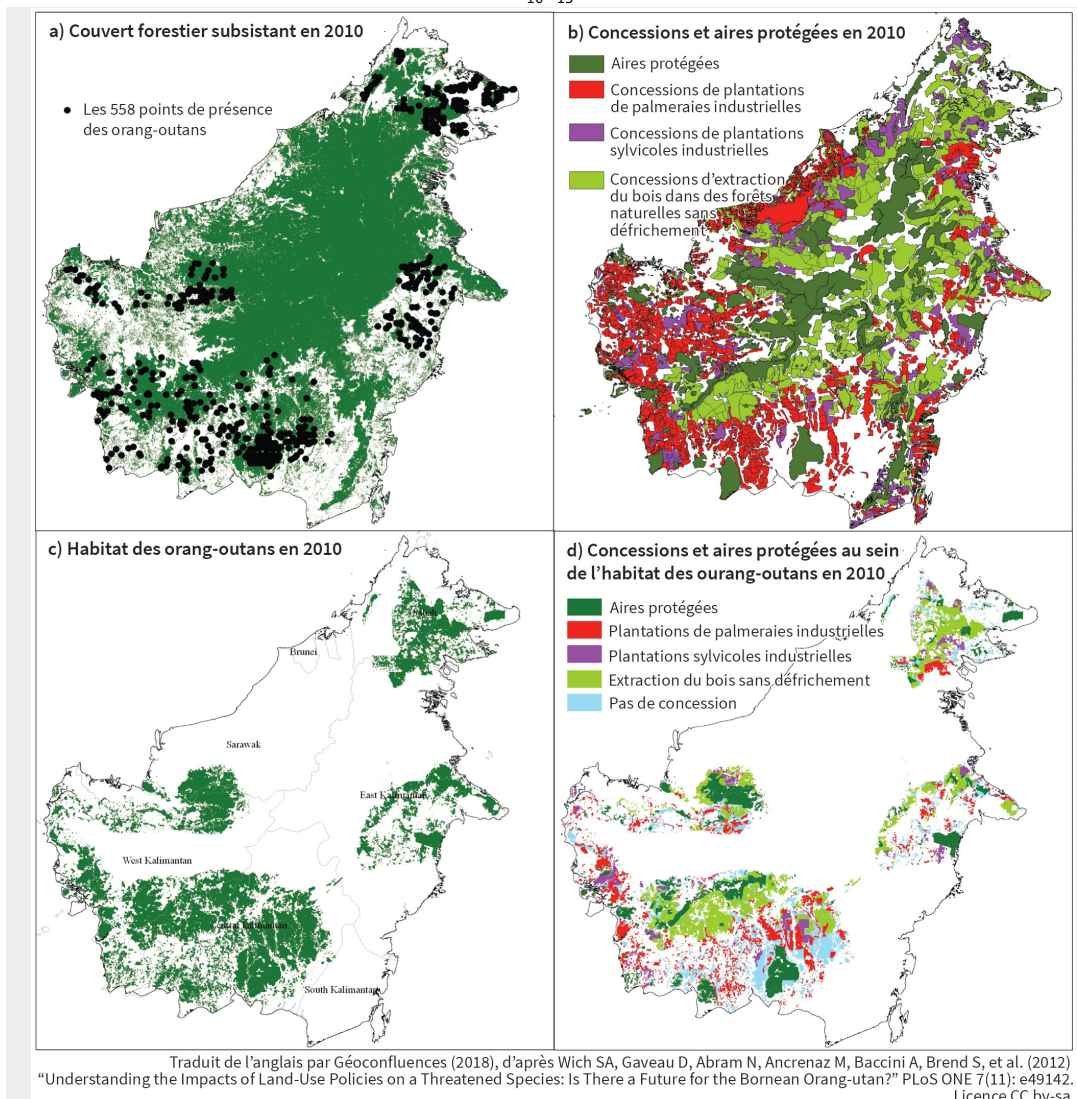 a) Couvert forestier subsistant en 2010
Les 558 points de présence
des orang-outans
b) Concessions et aires protégées en 2010
Aires protégées
Concessions de plantations
de palmeraies industrielles
Concessions de plantations
sylvicoles industrielles
Concessions d'extraction
du bois dans des forêts
naturelles sans
défrichement
c) Habitat des orang-outans en 2010
Brunei
Sarawak
East Kalimantan
West Kalimantan
Central Kalimantan
South Kalimantan
d) Concessions et aires protégées au sein
de l'habitat des ourang-outans en 2010
Aires protégées
Plantations de palmeraies industrielles
Plantations sylvicoles industrielles
Extraction du bois sans défrichement
Pas de concession
Traduit de l'anglais par Géoconfluences (2018), d'après Wich SA, Gaveau D, Abram N, Ancrenaz M, Baccini A, Brend S, et al. (2012)
“Understanding the Impacts of Land-Use Policies on a Threatened Species: Is There a Future for the Bornean Orang-utan?” PLoS ONE 7(11): e49142.
Licence CC by-sa